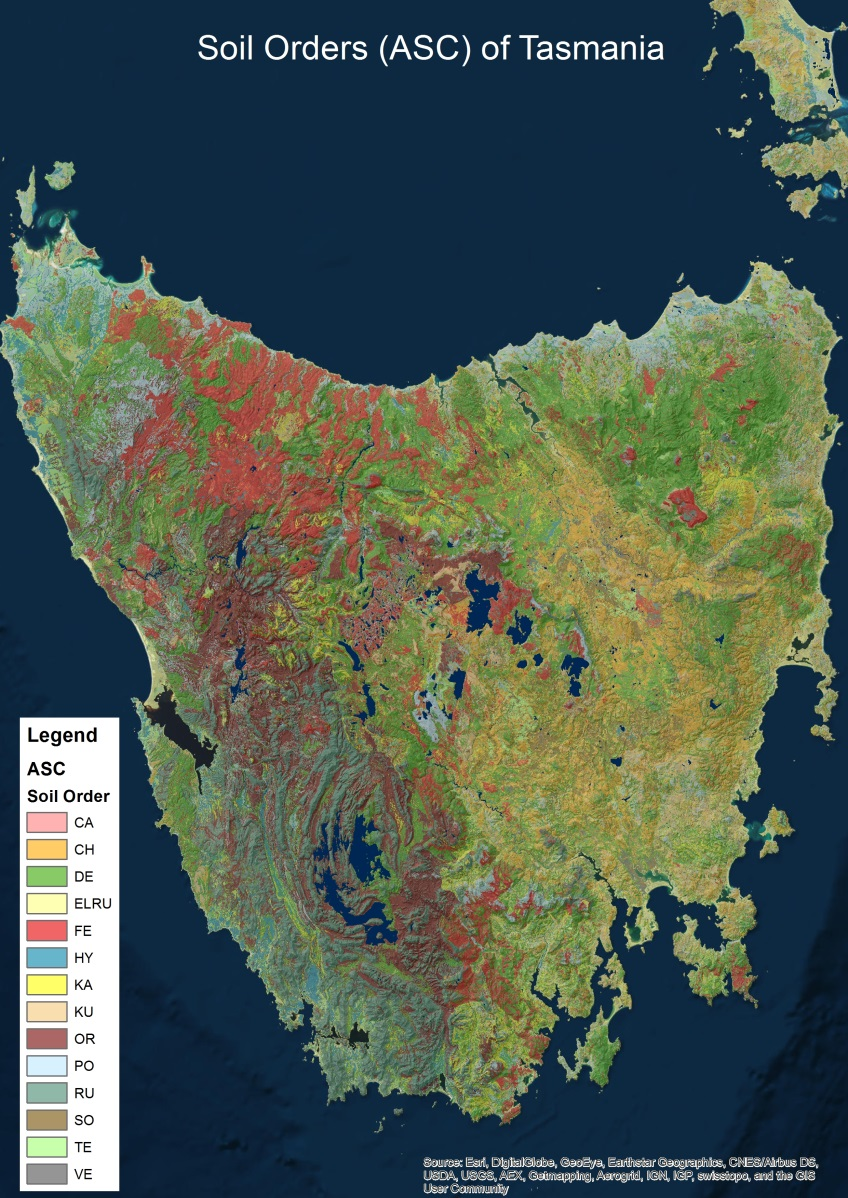 Soil Orders (ASC) of Tasmania
Legend
ASC
Soil Order
CA
CH
DE
ELRU
FE
HY
KA
KU
OR
PO
RU
SO
TE
VE
Source: Esri, DigitalGlobe, GeoEye, Earthstar Geographics, CNES/Airbus DS,
USDA, USGS, AEX, Getmapping, Aerogrid, IGN, IGP, swisstopo, and the GIS
User Community